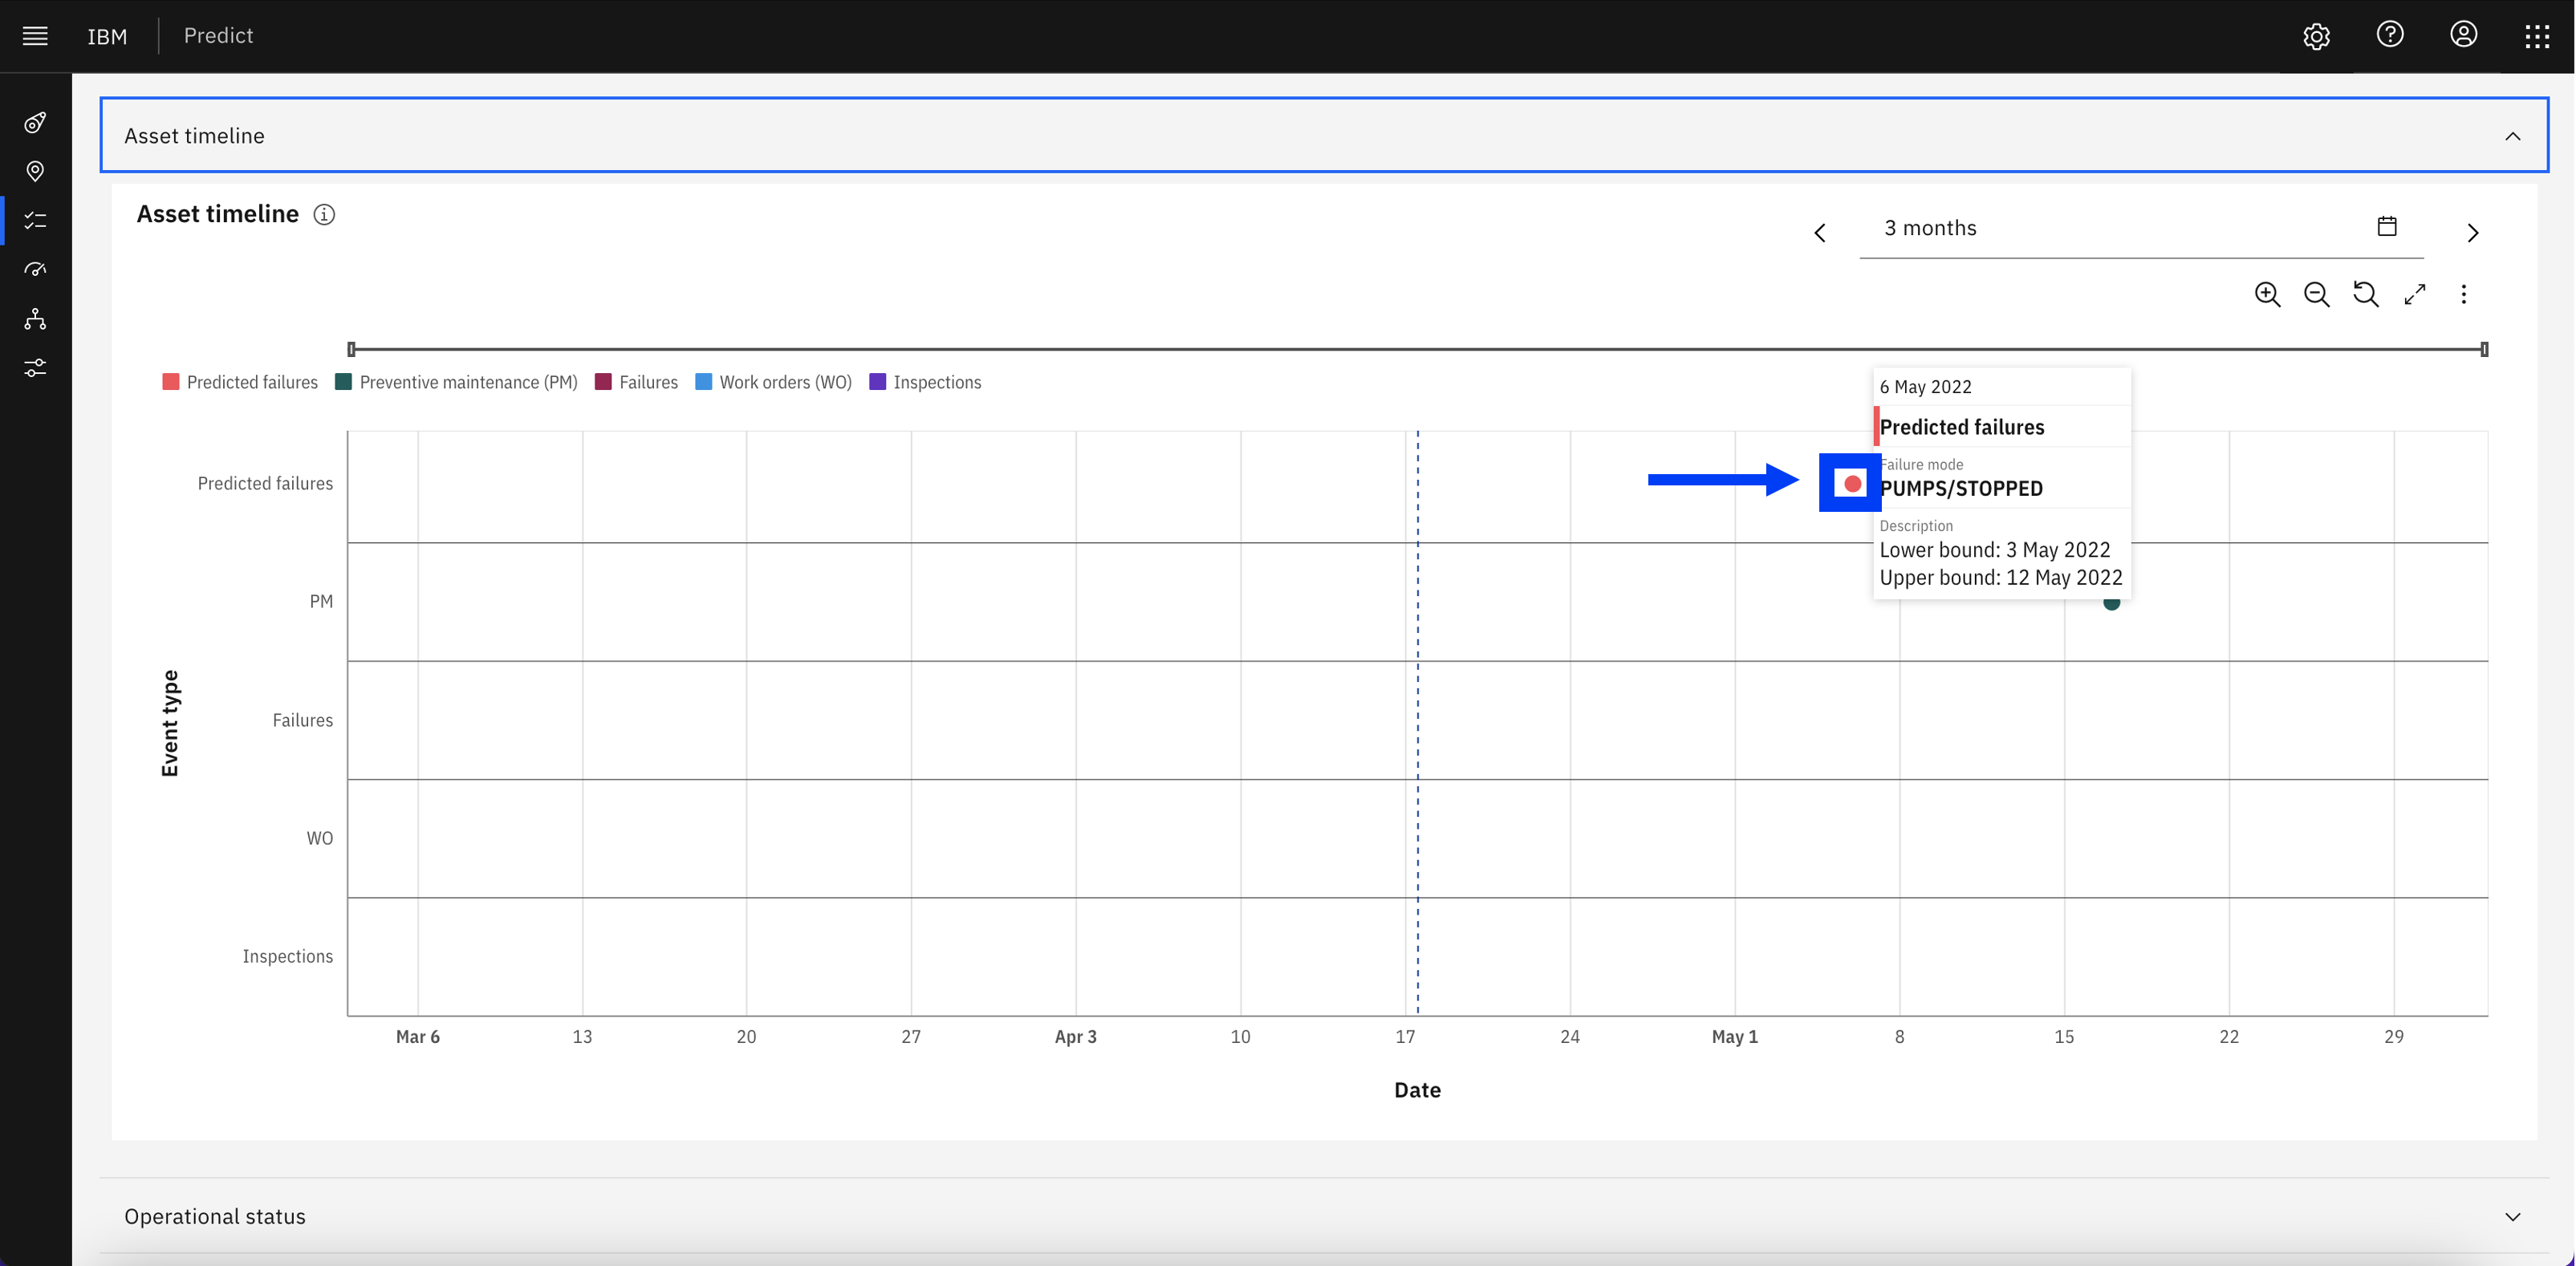 IBM
Predict
Asset timeline
Asset timeline
3 months
Predicted failures
Preventive maintenance (PM)
Failures
Work orders (WO)
Inspections
6 May 2022
Predicted failures
Failure mode
PUMPS/STOPPED
Description
Lower bound: 3 May 2022
Upper bound: 12 May 2022
Event type
Predicted failures
PM
Failures
WO
Inspections
Mar 6
13
20
27
Apr 3
10
17
24
May 1
8
15
22
29
Date
Operational status